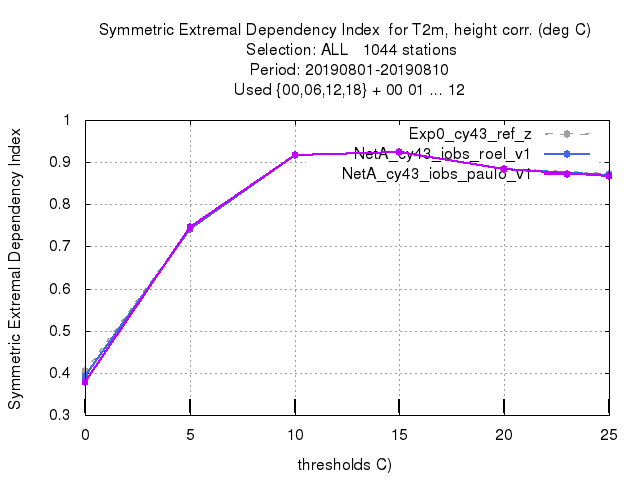 Symmetric Extremal Dependency Index  for T2m, height corr. (deg C)
Selection: ALL   1044 stations
Period: 20190801-20190810
Used {00,06,12,18} + 00 01 ... 12
Symmetric Extremal Dependency Index
1
0.9
0.8
0.7
0.6
0.5
0.4
0.3
Exp0_cy43_ref_z
NetA_cy43_iobs_roel_v1
NetA_cy43_iobs_paulo_v1
0 5 10 15 20 25
thresholds C)